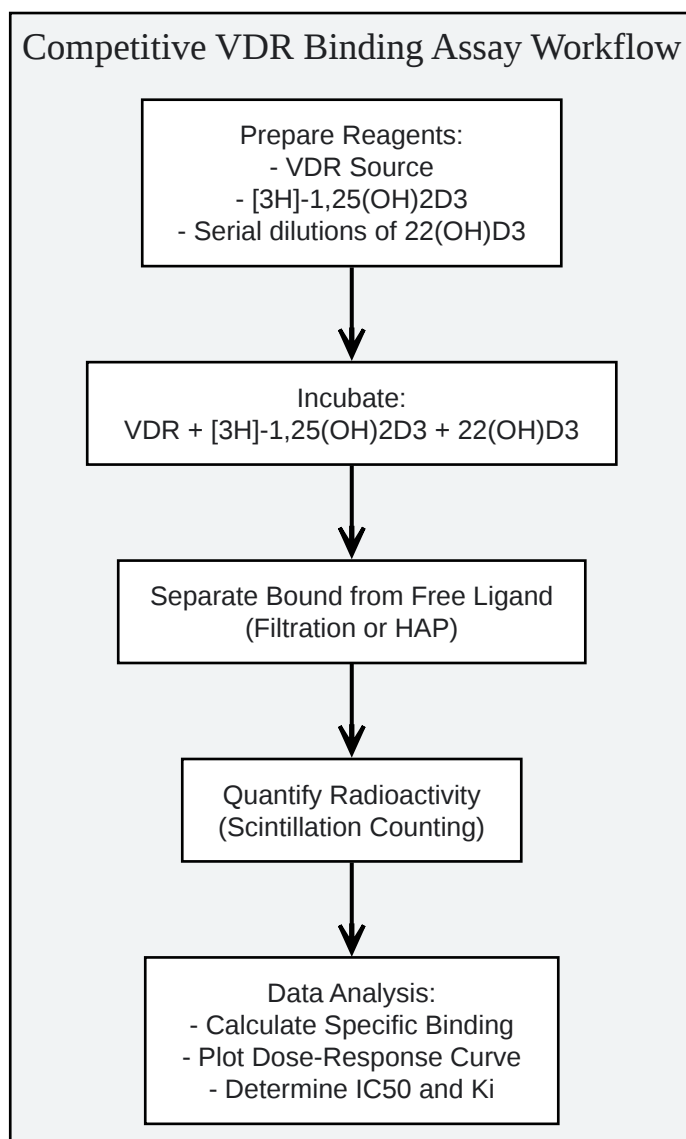 Competitive VDR Binding Assay Workflow
Prepare Reagents:
- VDR Source
- [3H]-1,25(OH)2D3
- Serial dilutions of 22(OH)D3
Incubate:
VDR + [3H]-1,25(OH)2D3 + 22(OH)D3
Separate Bound from Free Ligand
(Filtration or HAP)
Quantify Radioactivity
(Scintillation Counting)
Data Analysis:
- Calculate Specific Binding
- Plot Dose-Response Curve
- Determine IC50 and Ki